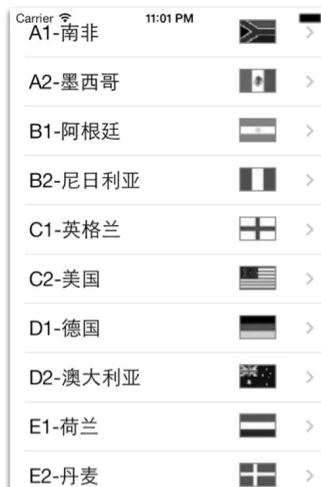 Carrier 11:01 PM
A1-南非
A2-墨西哥
B1-阿根廷
B2-尼日利亚
C1-英格兰
C2-美国
D1-德国
D2-澳大利亚
E1-荷兰
E2-丹麦